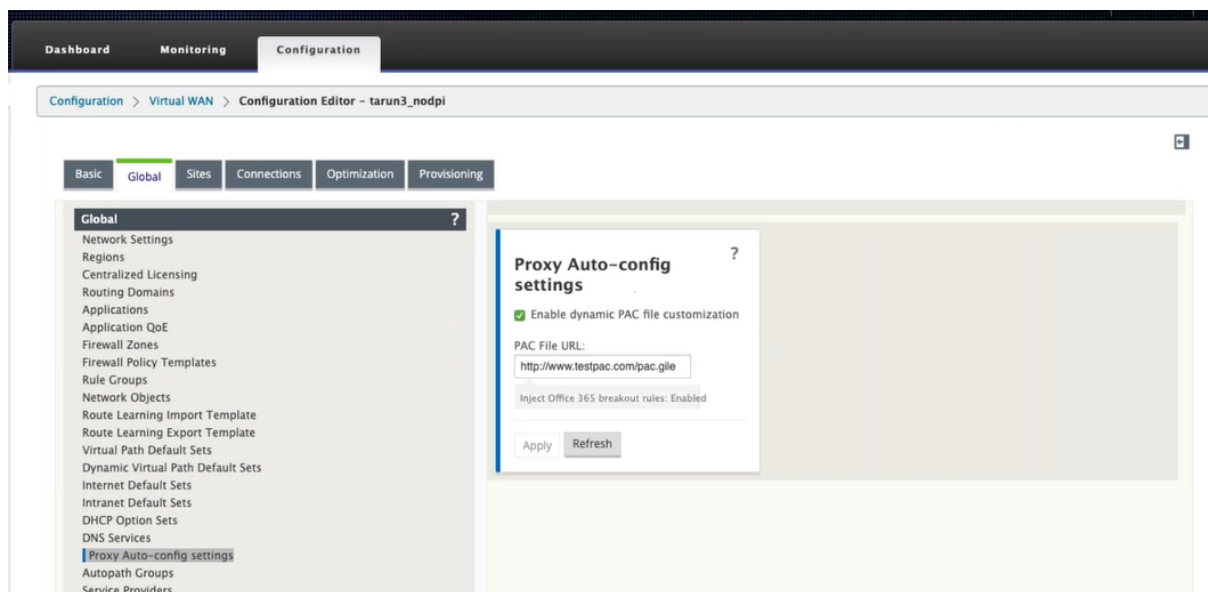 Dashboard Monitoring Configuration
Configuration > Virtual WAN > Configuration Editor – tarun3_nodpi
Basic Global Sites Connections Optimization Provisioning
Global ?
Network Settings
Regions
Centralized Licensing
Routing Domains
Applications
Application QoE
Firewall Zones
Firewall Policy Templates
Rule Groups
Network Objects
Route Learning Import Template
Route Learning Export Template
Virtual Path Default Sets
Dynamic Virtual Path Default Sets
Internet Default Sets
Intranet Default Sets
DHCP Option Sets
DNS Services
Proxy Auto-config settings
Autopath Groups
Service Providers
Proxy Auto-config ?
settings
Enable dynamic PAC file customization
PAC File URL:
http://www.testpac.com/pac.gile
Inject Office 365 breakout rules: Enabled
Apply Refresh